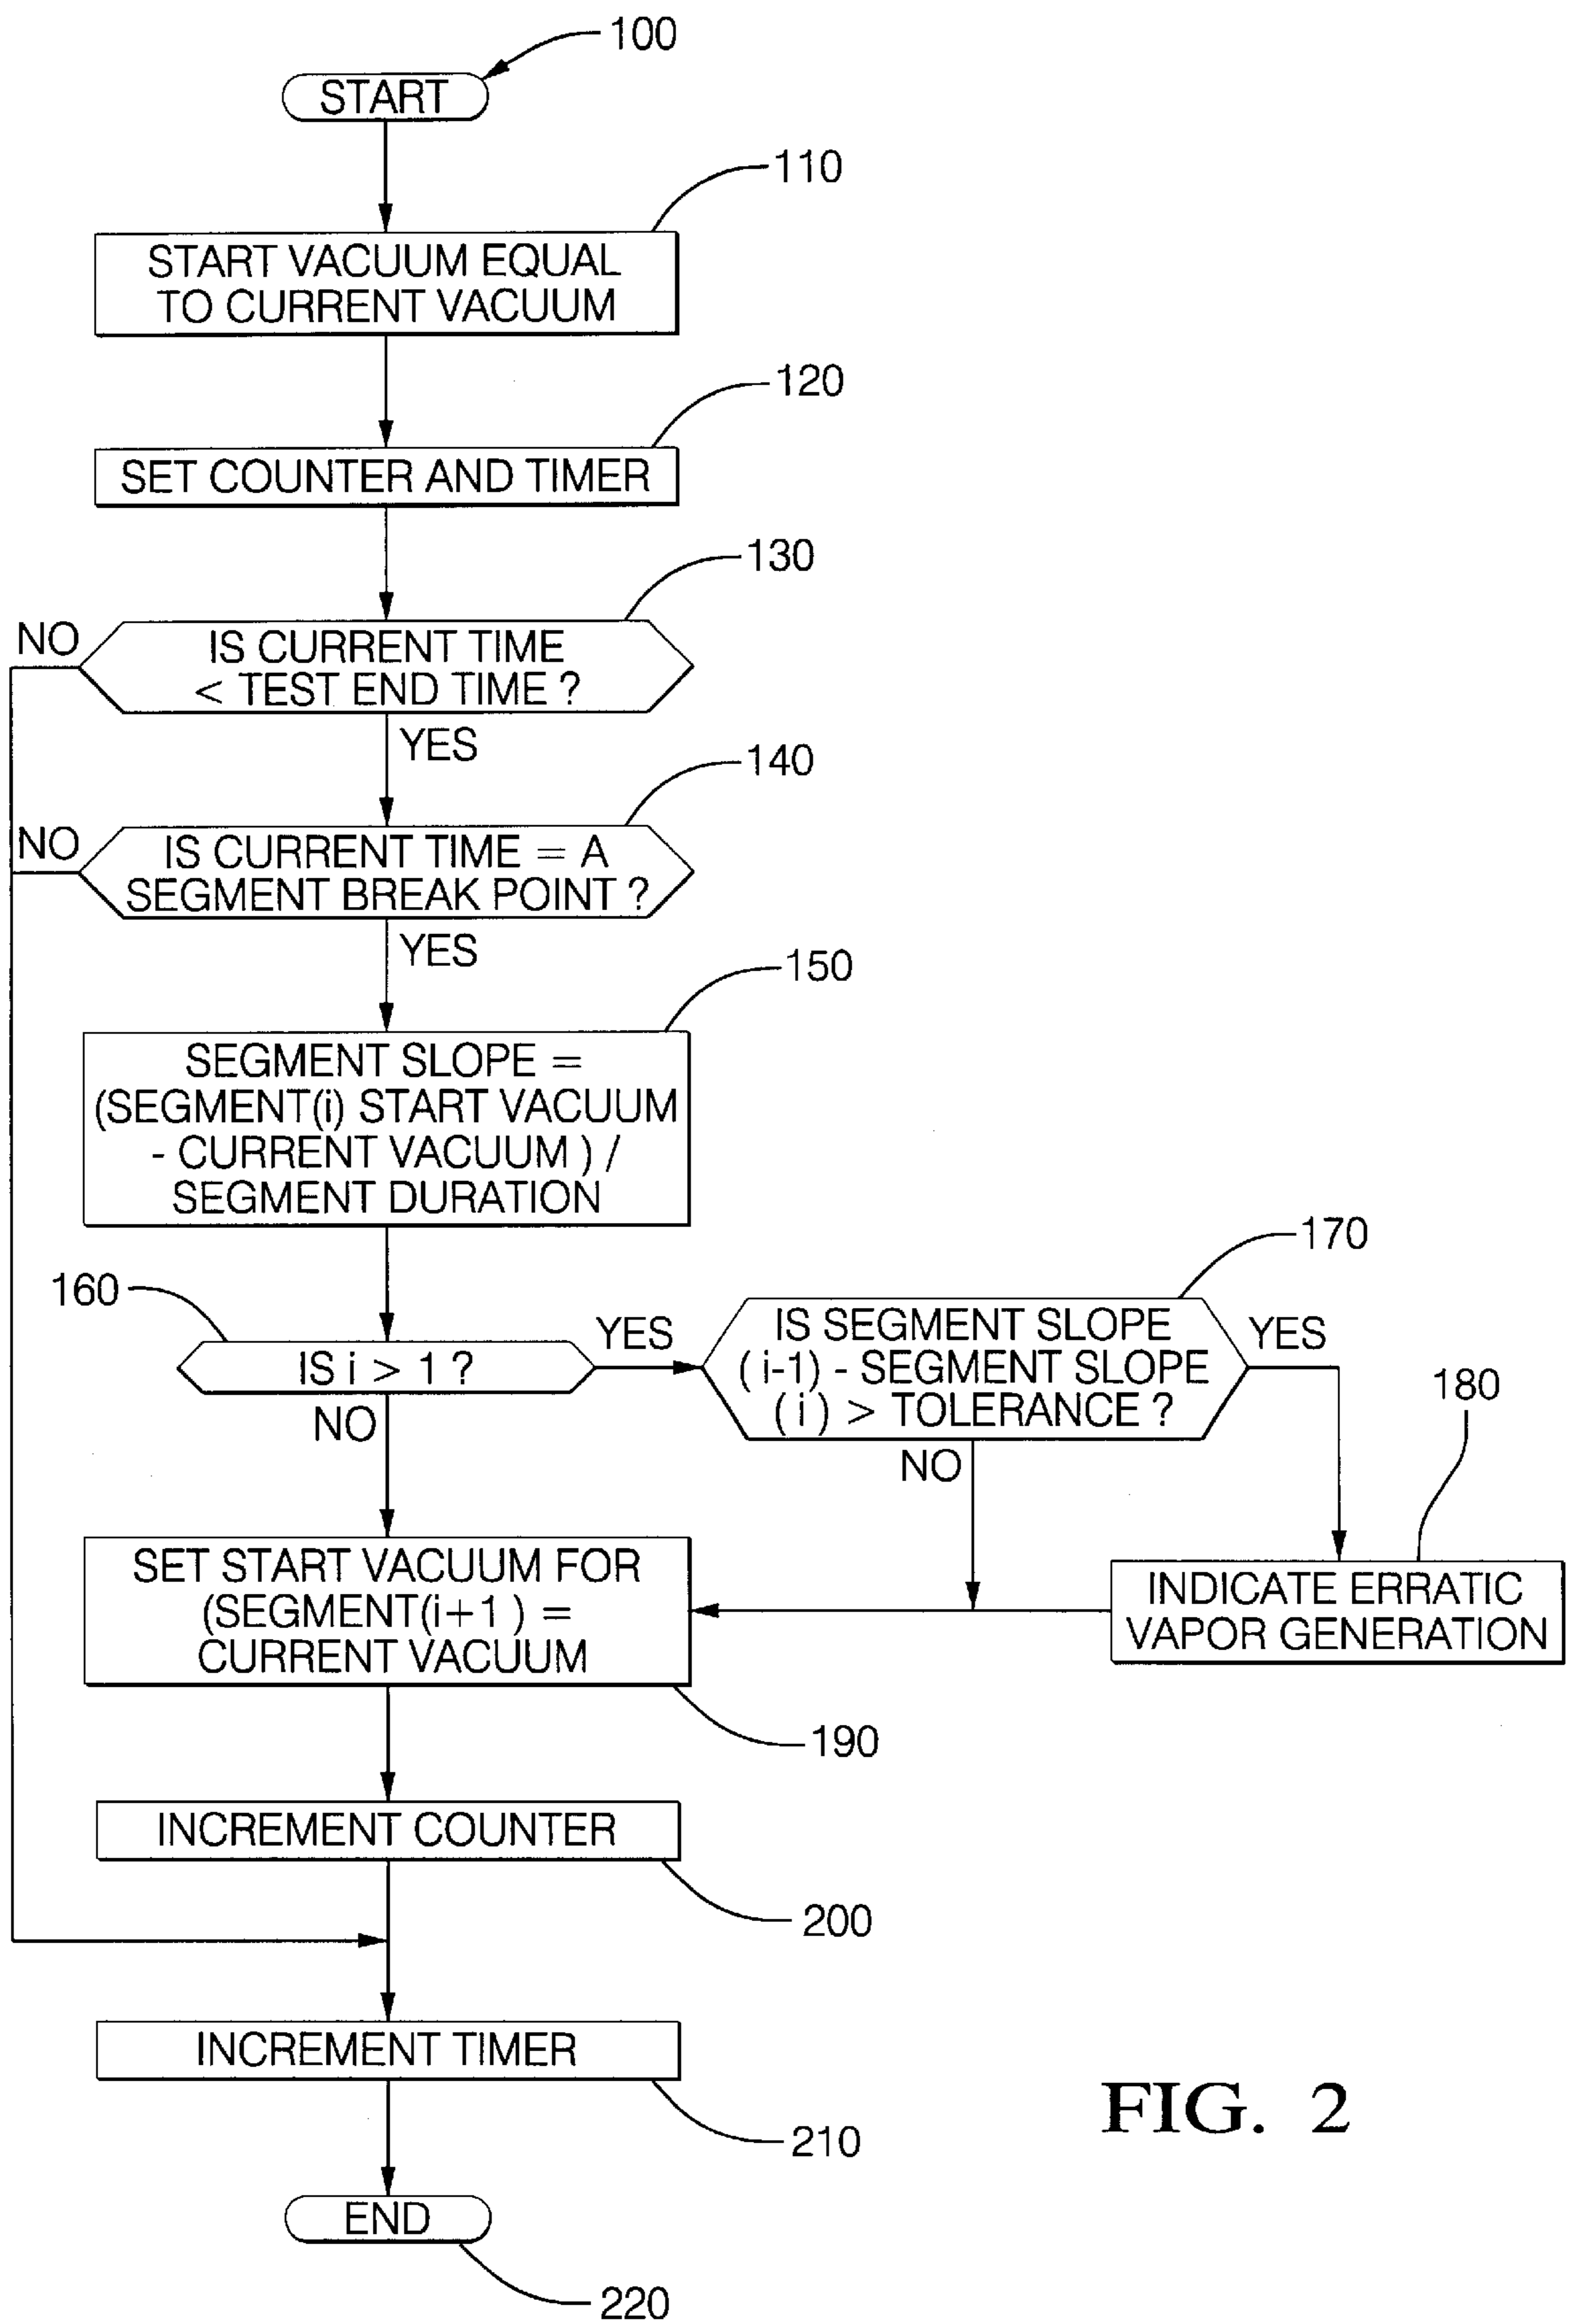 100
START
110
START VACUUM EQUAL
TO CURRENT VACUUM
120
SET COUNTER AND TIMER
130
NO
IS CURRENT TIME
< TEST END TIME ?
YES
140
NO
IS CURRENT TIME = A
SEGMENT BREAK POINT ?
YES
150
SEGMENT SLOPE =
(SEGMENT(i) START VACUUM
- CURRENT VACUUM ) /
SEGMENT DURATION
160
IS i > 1 ?
YES
NO
170
IS SEGMENT SLOPE
( i-1) - SEGMENT SLOPE
( i ) > TOLERANCE ?
YES
NO
180
INDICATE ERRATIC
VAPOR GENERATION
SET START VACUUM FOR
(SEGMENT(i+1 ) =
CURRENT VACUUM
190
INCREMENT COUNTER
200
INCREMENT TIMER
210
END
220
FIG. 2